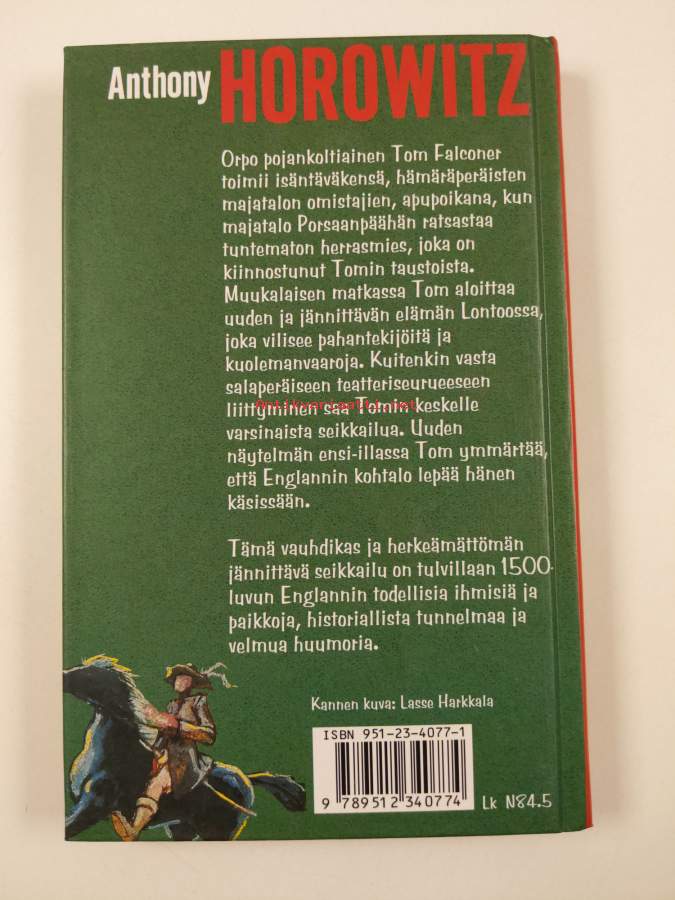 Anthony HOROWITZ
Orpo pojankoltiainen Tom Falconer
toimii isäntäväkensä, hämäräperäisten
majatalon omistajien, apupoikana, kun
majatalo Porsaanpäähän ratsastaa
tuntematon herrasmies, joka on
kiinnostunut Tomin taustoista.
Muukalaisen matkassa Tom aloittaa
uuden ja jännittävän elämän Lontoossa,
joka vilisee pahantekijöitä ja
kuolemanvaaroja. Kuitenkin vasta
salaperäiseen teatteriseurueeseen
Antikvariaatit.net
liittyminen saa Tomin keskelle
varsinaista seikkailua. Uuden
näytelmän ensi-illassa Tom ymmärtää,
että Englannin kohtalo lepää hänen
käsissään.
Tämä vauhdikas ja herkeämättömän
jännittävä seikkailu on tulvillaan 1500-
luvun Englannin todellisia ihmisiä ja
paikkoja, historiallista tunnelmaa ja
velmua huumoria.
Kannen kuva: Lasse Harkkala
ISBN 951-23-4077-1
9 789512 340774
Lk N84.5